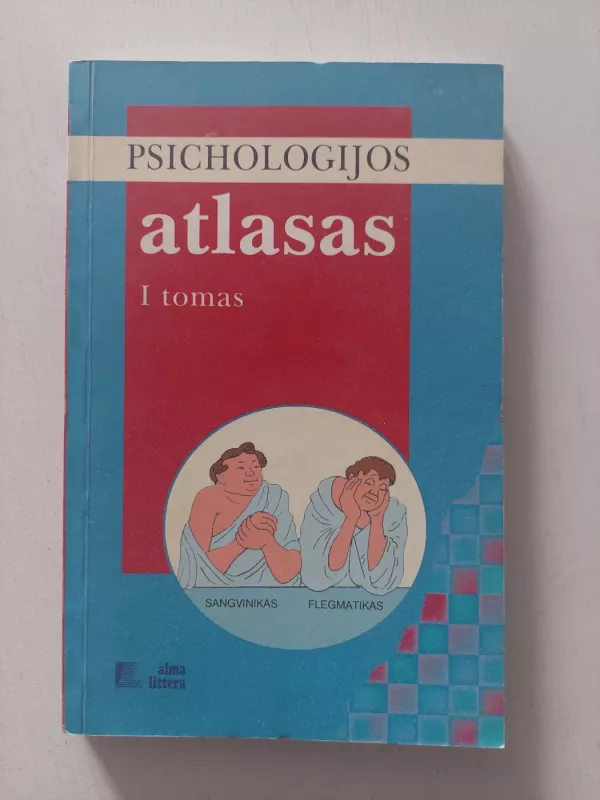 PSICHOLOGIJOS
atlasas
I tomas
SANGVINIKAS FLEGMATIKAS
alma
littera